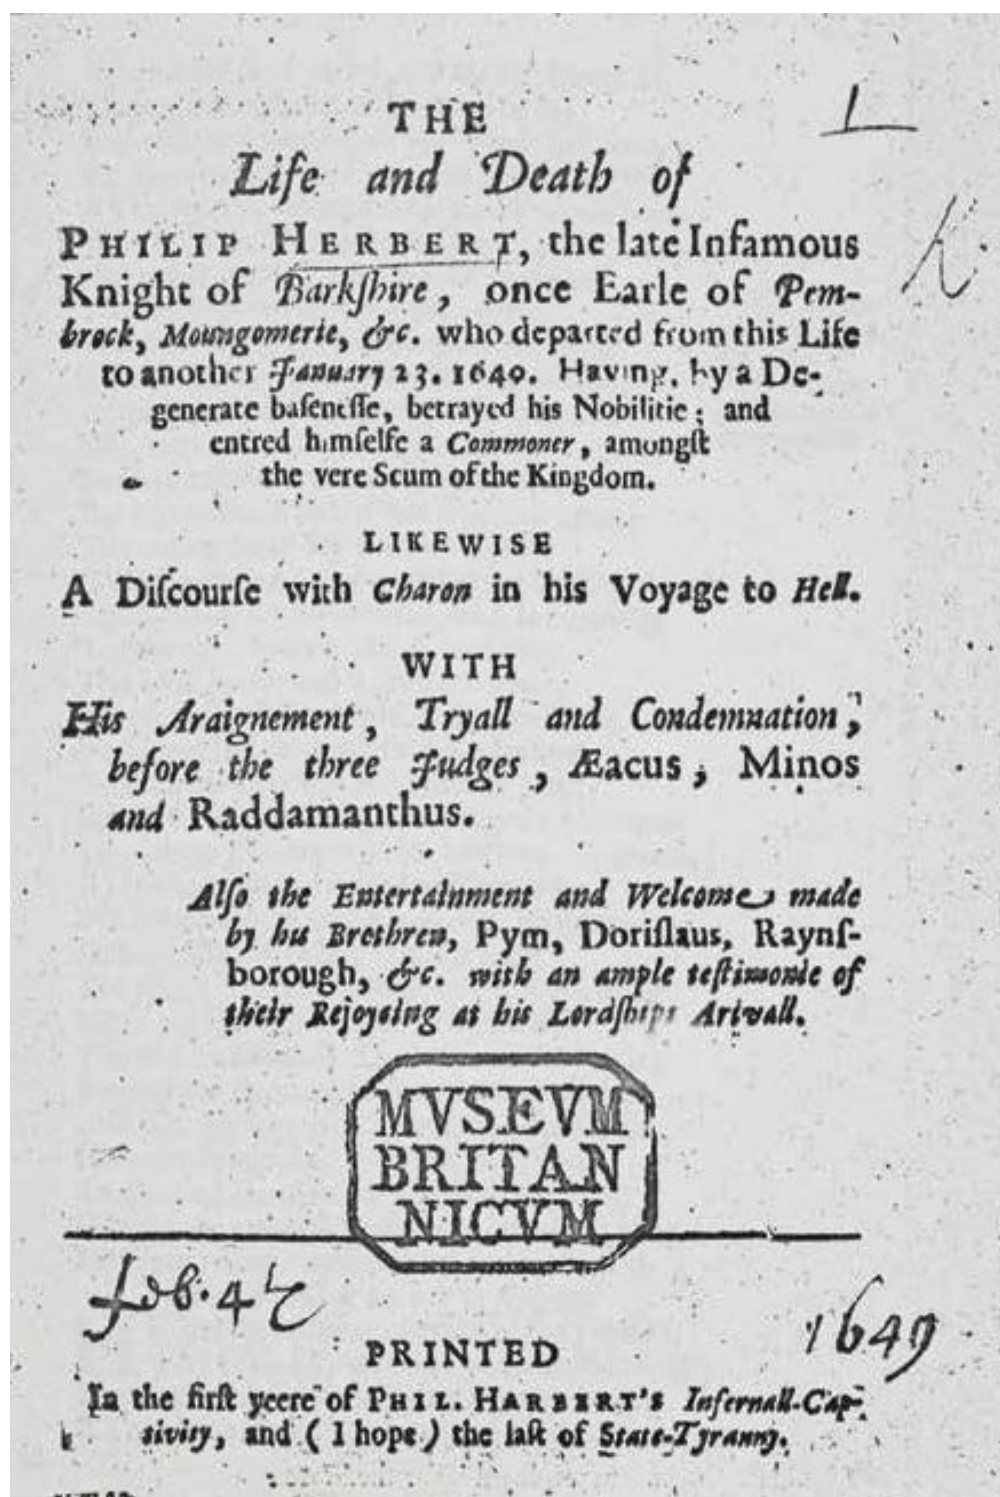 THE
1
Life and Death of
PHILIP HERBERT, the late Infamous
Knight of Barkſhire, once Earle of Pem-
brock, Moungomerie, &c. who departed from this Life
to another January 23. 1649. Having, by a De-
generate baſeneſſe, betrayed his Nobilitie; and
entred himſelfe a Commoner, amongſt
the vere Scum of the Kingdom.
LIKEWISE
A Diſcourſe with Charon in his Voyage to Hell.
WITH
His Araignement, Tryall and Condemnation,
before the three Judges, Æacus, Minos
and Raddamanthus.
Alſo the Entertainment and Welcome made
by his Brethren, Pym, Doriſlaus, Raynſ-
borough, &c. with an ample teſtimonie of
their Rejoycing at his Lordſhips Arivall.
MVSEVM
BRITAN
NICVM
Feb. 4
1649
PRINTED
In the firſt yeere of PHIL. HARBERT'S Infernall-Cap-
tivity, and (I hope) the laſt of State-Tyranny.